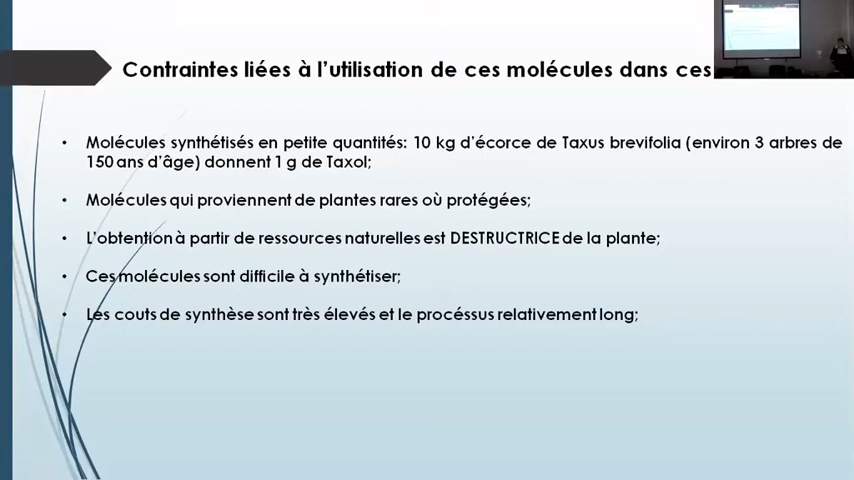 Contraintes liées à l'utilisation de ces molécules dans ces
• Molécules synthétisés en petite quantités: 10 kg d'écorce de Taxus brevifolia (environ 3 arbres de
150 ans d'âge) donnent 1 g de Taxol;
• Molécules qui proviennent de plantes rares où protégées;
• L'obtention à partir de ressources naturelles est DESTRUCTRICE de la plante;
• Ces molécules sont difficile à synthétiser;
• Les couts de synthèse sont très élevés et le procéssus relativement long;